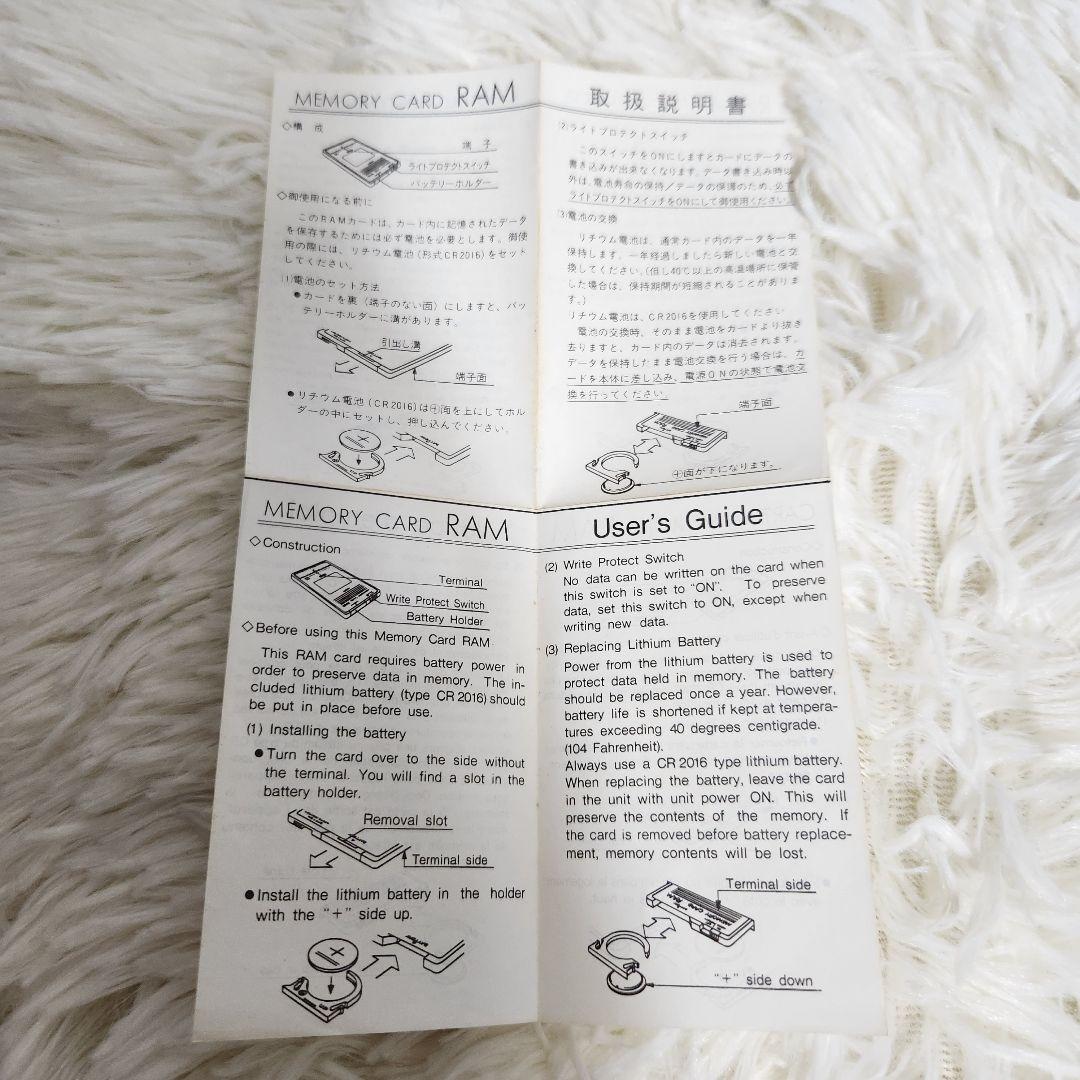 MEMORY CARD RAM
◇構 成
端 子
ライトプロテクトスイッチ
バッテリーホルダー
◇御使用になる前に
このRAMカードは、カード内に記憶されたデータ
を保存するためには必ず電池を必要とします。御使
用の際には、リチウム電池(形式CR2016)をセット
してください。
(1)電池のセット方法
●カードを裏(端子のない面)にしますと、バッ
テリーホルダーに溝があります。
引出し溝
端子面
●リチウム電池(CR2016)は㊉面を上にしてホル
ダーの中にセットし、押し込んでください。
取扱説明書
(2)ライトプロテクトスイッチ
このスイッチをONにしますとカードにデータの
書き込みが出来なくなります。データ書き込み時以
外は、電池寿命の保持/データの保護のため、必ず
ライトプロテクトスイッチをONにして御使用ください。
(3)電池の交換
リチウム電池は、通常カード内のデータを一年
保持します。一年経過しましたら新しい電池と交
換してください。(但し40℃以上の高温場所に保管
した場合は、保持期間が短縮されることがありま
す。)
リチウム電池は、CR2016を使用してください
電池の交換時、そのまま電池をカードより抜き
去りますと、カード内のデータは消去されます。
データを保持したまま電池交換を行う場合は、カ
ードを本体に差し込み、電源ONの状態で電池交
換を行ってください。
端子面
㊉面が下になります。
MEMORY CARD RAM
◇Construction
Terminal
Write Protect Switch
Battery Holder
◇Before using this Memory Card RAM
This RAM card requires battery power in
order to preserve data in memory. The in-
cluded lithium battery (type CR 2016) should
be put in place before use.
(1) Installing the battery
●Turn the card over to the side without
the terminal. You will find a slot in the
battery holder.
Removal slot
Terminal side
●Install the lithium battery in the holder
with the "+" side up.
User's Guide
(2) Write Protect Switch
No data can be written on the card when
this switch is set to "ON". To preserve
data, set this switch to ON, except when
writing new data.
(3) Replacing Lithium Battery
Power from the lithium battery is used to
protect data held in memory. The battery
should be replaced once a year. However,
battery life is shortened if kept at tempera-
tures exceeding 40 degrees centigrade.
(104 Fahrenheit).
Always use a CR 2016 type lithium battery.
When replacing the battery, leave the card
in the unit with unit power ON. This will
preserve the contents of the memory. If
the card is removed before battery replace-
ment, memory contents will be lost.
Terminal side
MEMORY CARD RAM
"+" side down